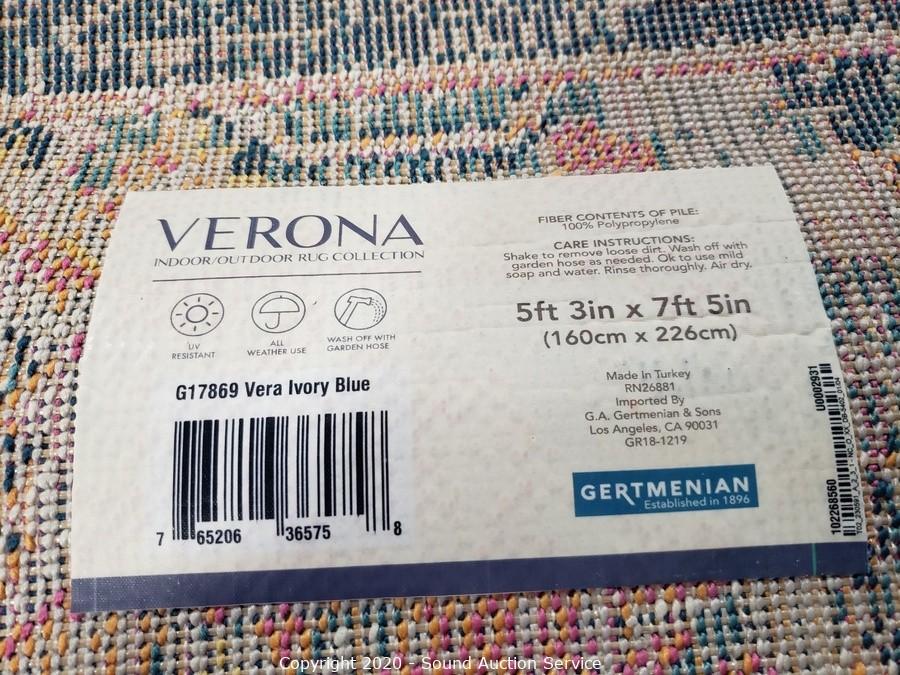 VERONA
INDOOR/OUTDOOR RUG COLLECTION
UV
RESISTANT
ALL
WEATHER USE
WASH OFF WITH
GARDEN HOSE
G17869 Vera Ivory Blue
7 65206 36575 8
FIBER CONTENTS OF PILE:
100% Polypropylene
CARE INSTRUCTIONS:
Shake to remove loose dirt. Wash off with
garden hose as needed. Ok to use mild
soap and water. Rinse thoroughly. Air dry.
5ft 3in x 7ft 5in
(160cm x 226cm)
Made In Turkey
RN26881
Imported By
G.A. Gertmenian & Sons
Los Angeles, CA 90031
GR18-1219
GERTMENIAN
Established in 1896
102268560
U0002931
Copyright 2020 - Sound Auction Service